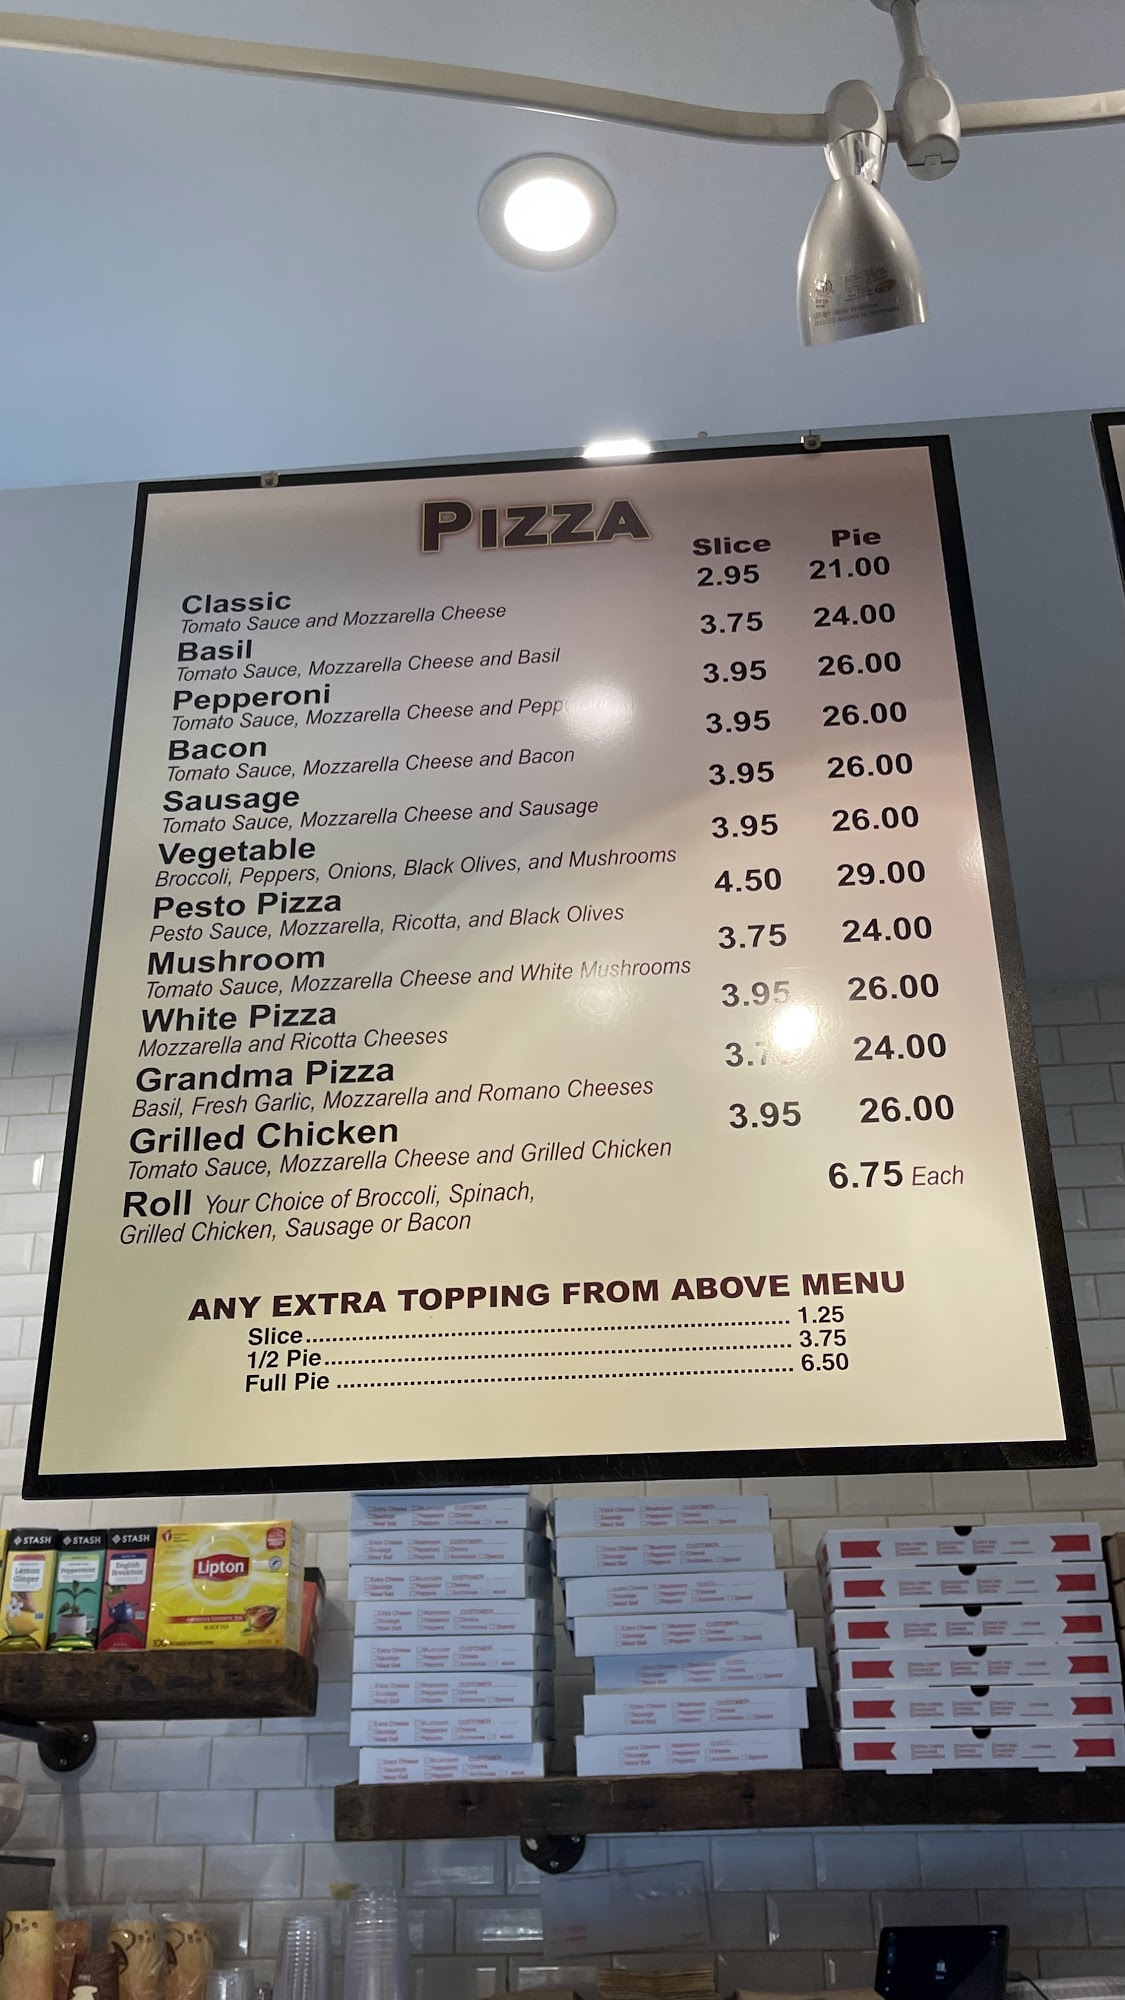 PIZZA
Slice Pie
Classic 2.95 21.00
Tomato Sauce and Mozzarella Cheese
Basil 3.75 24.00
Tomato Sauce, Mozzarella Cheese and Basil
Pepperoni 3.95 26.00
Tomato Sauce, Mozzarella Cheese and Pepperoni
Bacon 3.95 26.00
Tomato Sauce, Mozzarella Cheese and Bacon
Sausage 3.95 26.00
Tomato Sauce, Mozzarella Cheese and Sausage
Vegetable 3.95 26.00
Broccoli, Peppers, Onions, Black Olives, and Mushrooms
Pesto Pizza 4.50 29.00
Pesto Sauce, Mozzarella, Ricotta, and Black Olives
Mushroom 3.75 24.00
Tomato Sauce, Mozzarella Cheese and White Mushrooms
White Pizza 3.95 26.00
Mozzarella and Ricotta Cheeses
Grandma Pizza 24.00
Basil, Fresh Garlic, Mozzarella and Romano Cheeses
Grilled Chicken 3.95 26.00
Tomato Sauce, Mozzarella Cheese and Grilled Chicken
Roll Your Choice of Broccoli, Spinach, 6.75 Each
Grilled Chicken, Sausage or Bacon
ANY EXTRA TOPPING FROM ABOVE MENU
Slice 1.25
1/2 Pie 3.75
Full Pie 6.50
STASH STASH STASH
Lemon Ginger
Peppermint
English Breakfast
Lipton
BLACK TEA